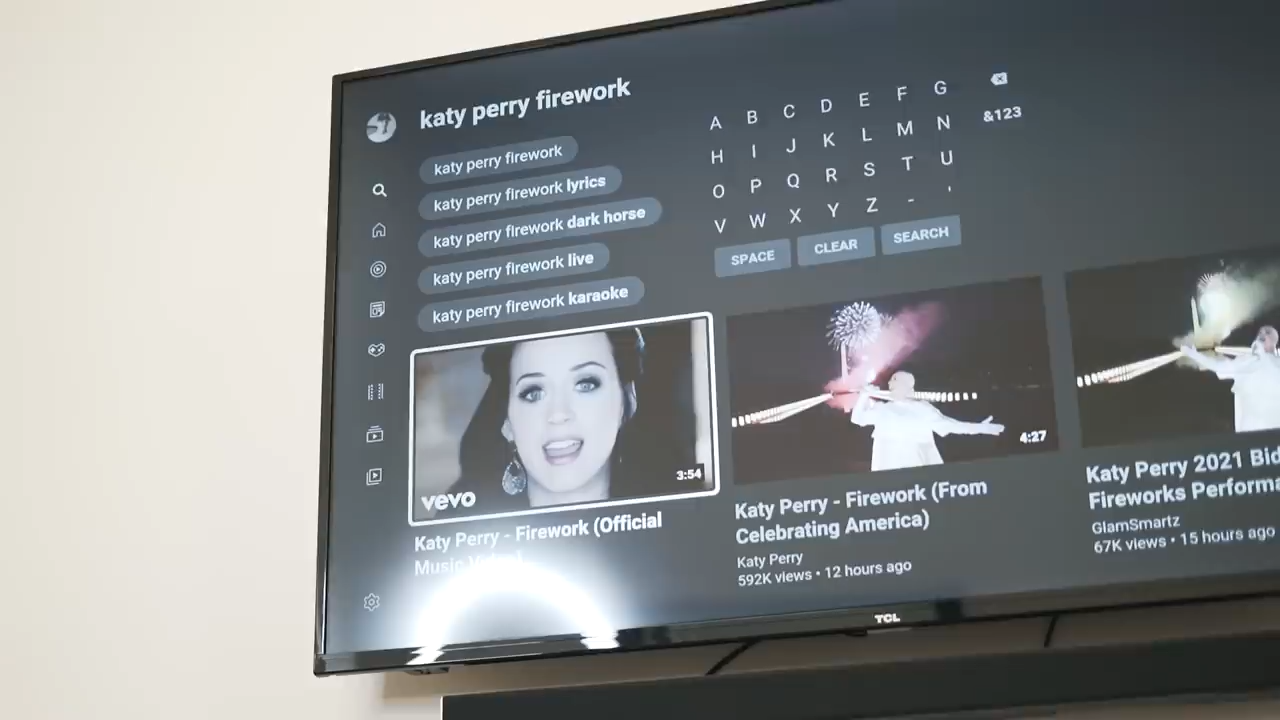 katy perry firework
katy perry firework
katy perry firework lyrics
katy perry firework dark horse
katy perry firework live
katy perry firework karaoke
A B C D E F G
&123
H I J K L M N
O P Q R S T U
V W X Y Z - '
SPACE CLEAR SEARCH
3:54
vevo
Katy Perry - Firework (Official
Music Video)
4:27
Katy Perry - Firework (From
Celebrating America)
Katy Perry
592K views • 12 hours ago
Katy Perry 2021 Bid
Fireworks Performa
GlamSmartz
67K views • 15 hours ago
TCL